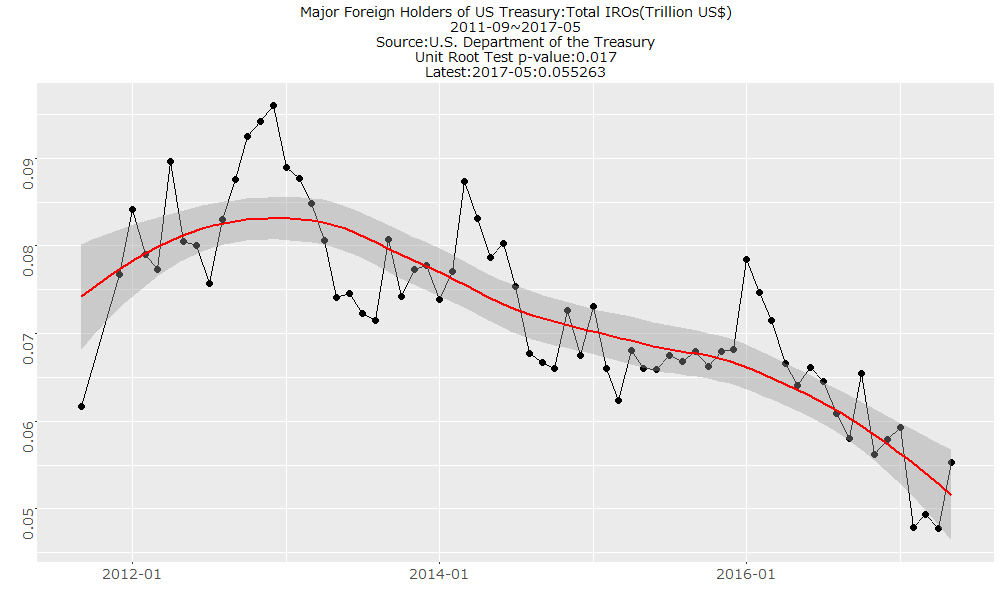 Major Foreign Holders of US Treasury:Total IROs(Trillion US$)
2011-09~2017-05
Source:U.S. Department of the Treasury
Unit Root Test p-value:0.017
Latest:2017-05:0.055263
0.09
0.08
0.07
0.06
0.05
2012-01
2014-01
2016-01